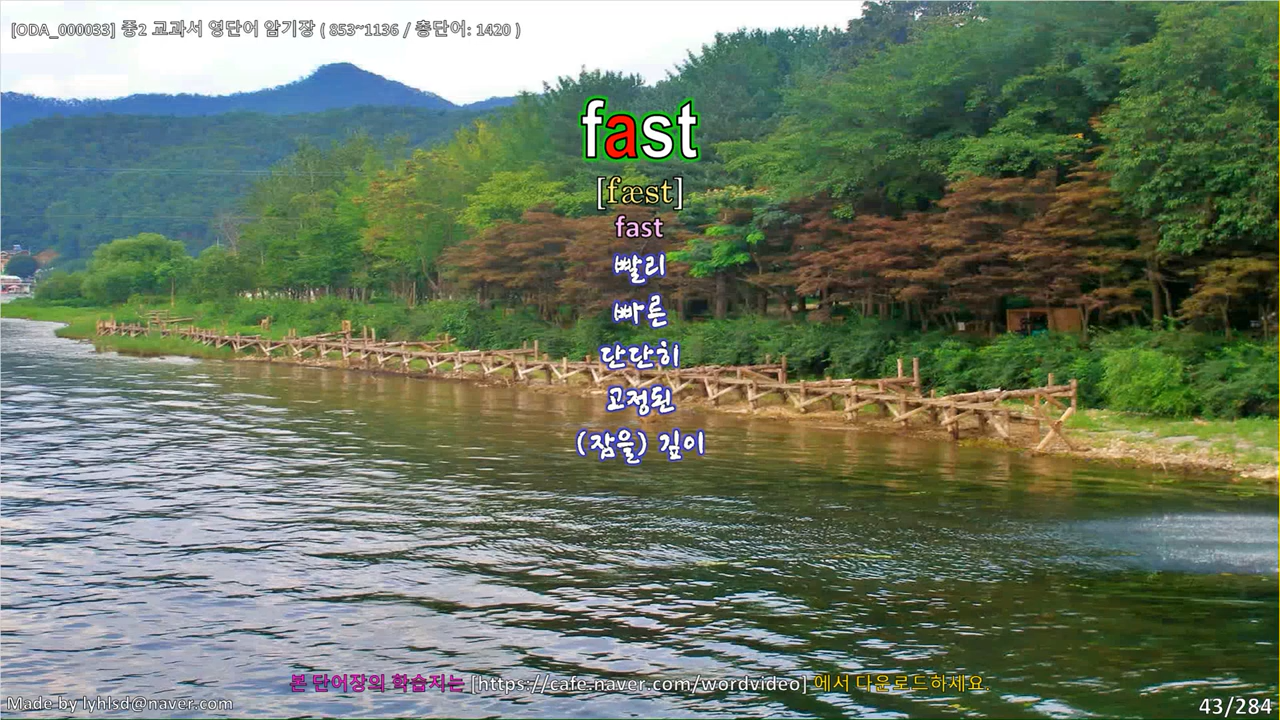 [ODA_000033] 중2 교과서 영단어 암기장 ( 853~1136 / 총단어: 1420 )
fast
[fæst]
fast
빨리
빠른
단단히
고정된
(잠을) 깊이
본 단어장의 학습지는 [https://cafe.naver.com/wordvideo] 에서 다운로드하세요.
Made by lyhlsd@naver.com
43/284